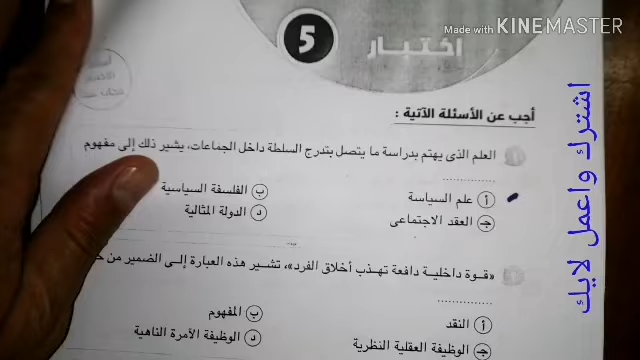 Made with KINEMASTER
اختبار 5
أجب عن الأسئلة الآتية :
العلم الذى يهتم بدراسة ما يتصل بتدرج السلطة داخل الجماعات، يشير ذلك إلى مفهوم
..................
أ علم السياسة
ب الفلسفة السياسية
جـ العقد الاجتماعى
د الدولة المثالية
«قوة داخلية دافعة تهذب أخلاق الفرد»، تشير هذه العبارة إلى الضمير من
..................
أ النقد
ب المفهوم
جـ الوظيفة العقلية النظرية
د الوظيفة الآمرة الناهية
اشترك واعمل لايك